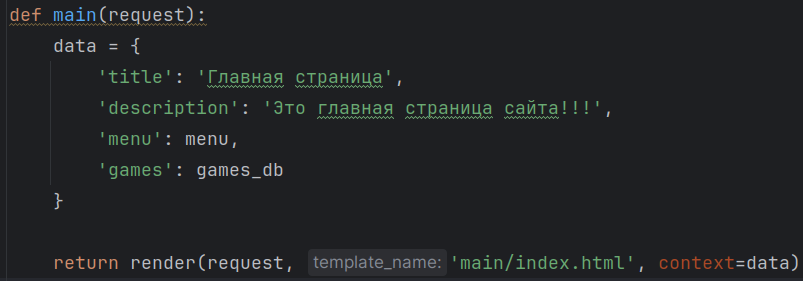 def main(request):
data = {
'title': 'Главная страница',
'description': 'Это главная страница сайта!!!',
'menu': menu,
'games': games_db
}
return render(request, template_name: 'main/index.html', context=data)